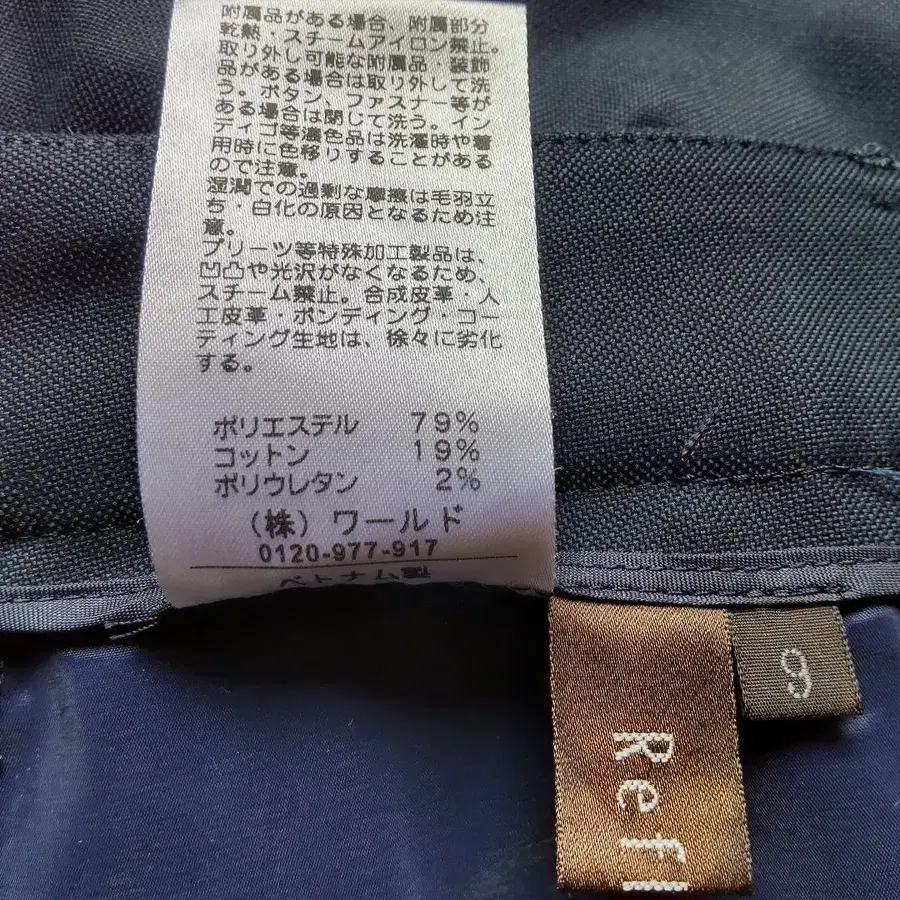 附属品がある場合、附属部分
乾熱・スチームアイロン禁止。
取り外し可能な附属品・装飾
品がある場合は取り外して洗
う。ボタン、ファスナー等が
ある場合は閉じて洗う。イン
ディゴ等濃色品は洗濯時や着
用時に色移りすることがある
ので注意。
湿潤での過剰な摩擦は毛羽立
ち・白化の原因となるため注
意。
プリーツ等特殊加工製品は、
凹凸や光沢がなくなるため、
スチーム禁止。合成皮革・人
工皮革・ボンディング・コー
ティング生地は、徐々に劣化
する。
ポリエステル 79%
コットン 19%
ポリウレタン 2%
(株)ワールド
0120-977-917
ベトナム製
9
Refl